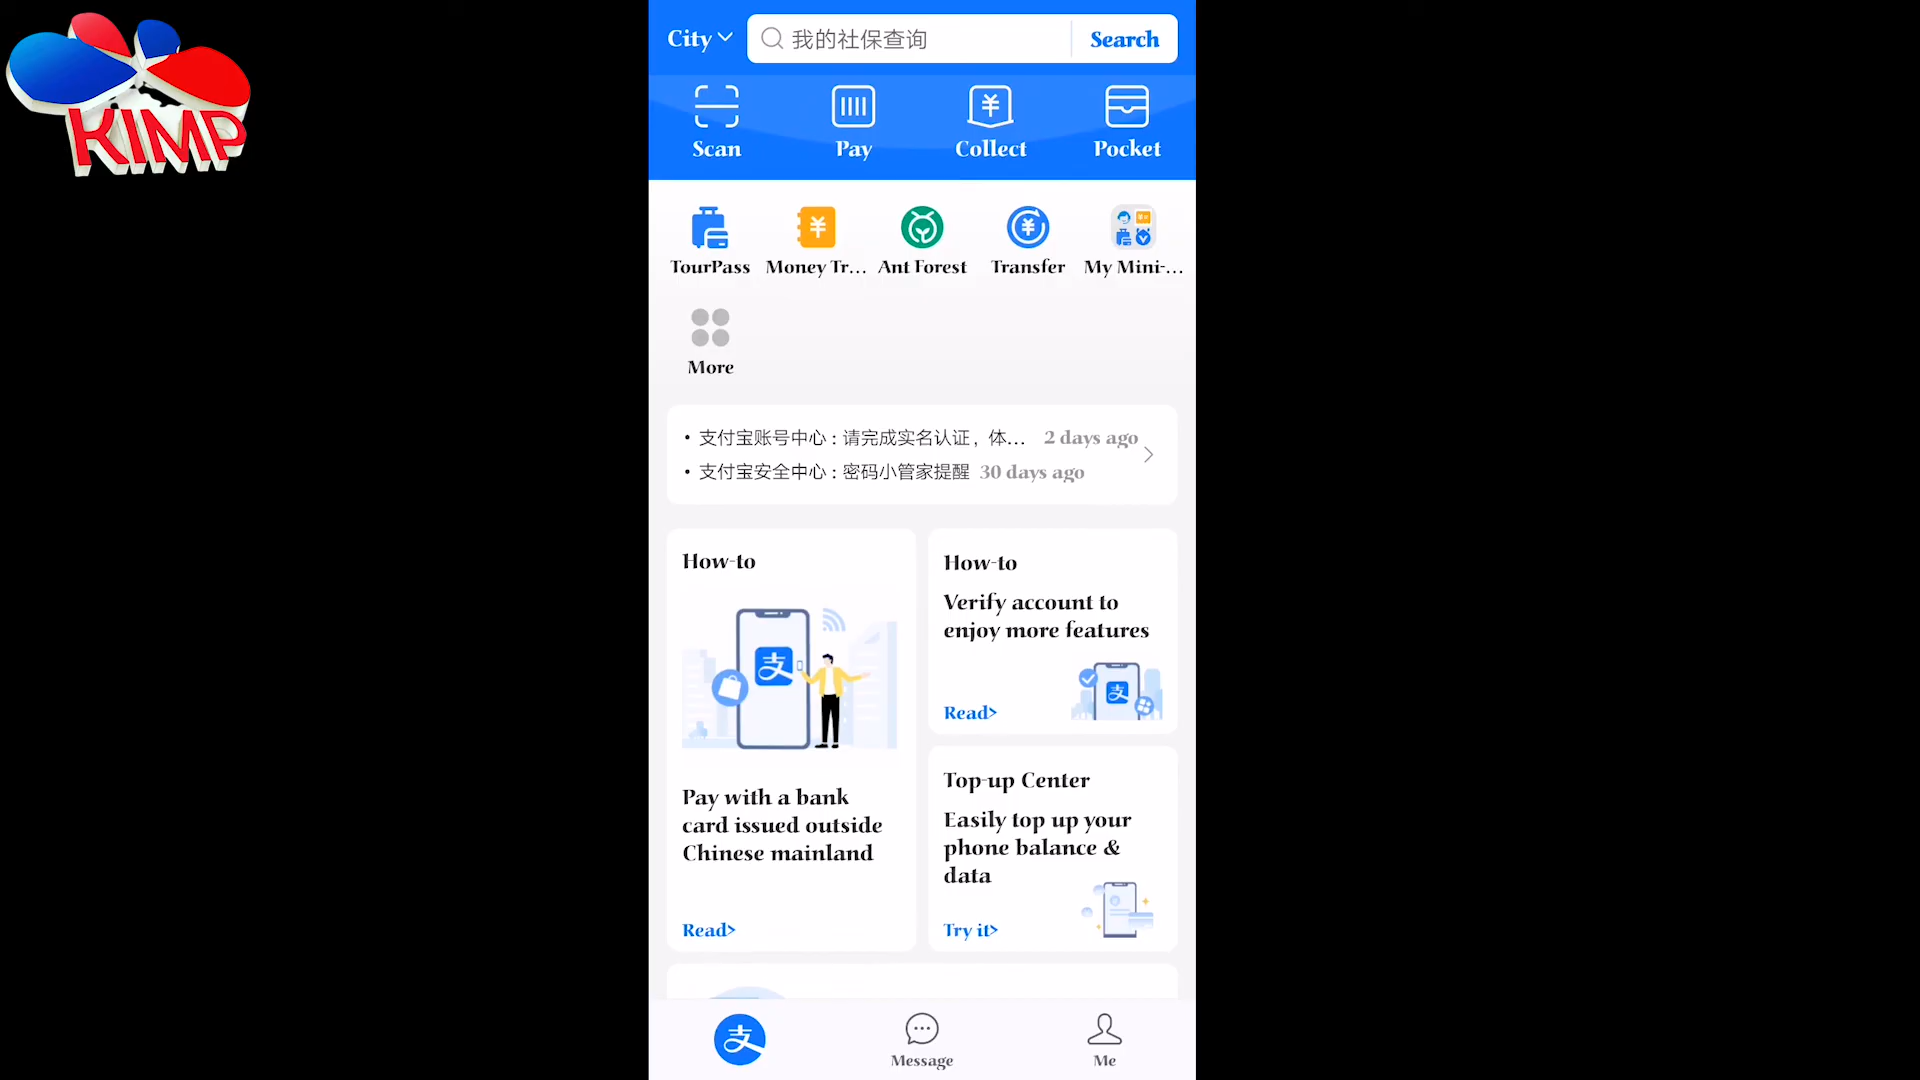 KIMP
City
我的社保查询
Search
Scan
Pay
Collect
Pocket
TourPass
Money Tr...
Ant Forest
Transfer
My Mini-...
More
• 支付宝账号中心 : 请完成实名认证，体... 2 days ago
• 支付宝安全中心 : 密码小管家提醒 30 days ago
How-to
支
Pay with a bank
card issued outside
Chinese mainland
Read>
How-to
Verify account to
enjoy more features
支
Read>
Top-up Center
Easily top up your
phone balance &
data
Try it>
支
Message
Me